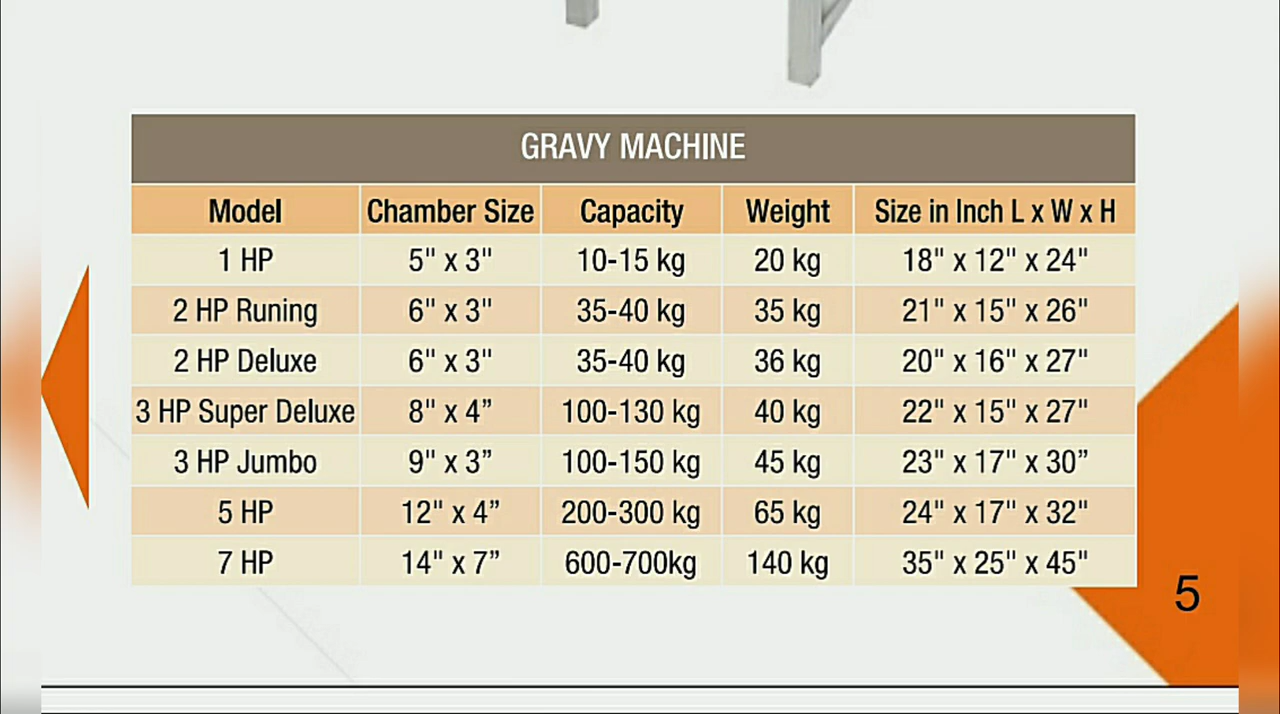 GRAVY MACHINE
Model Chamber Size Capacity Weight Size in Inch L x W x H
1 HP 5" x 3" 10-15 kg 20 kg 18" x 12" x 24"
2 HP Runing 6" x 3" 35-40 kg 35 kg 21" x 15" x 26"
2 HP Deluxe 6" x 3" 35-40 kg 36 kg 20" x 16" x 27"
3 HP Super Deluxe 8" x 4” 100-130 kg 40 kg 22" x 15" x 27"
3 HP Jumbo 9" x 3” 100-150 kg 45 kg 23" x 17" x 30”
5 HP 12" x 4” 200-300 kg 65 kg 24" x 17" x 32"
7 HP 14" x 7” 600-700kg 140 kg 35" x 25" x 45"
5